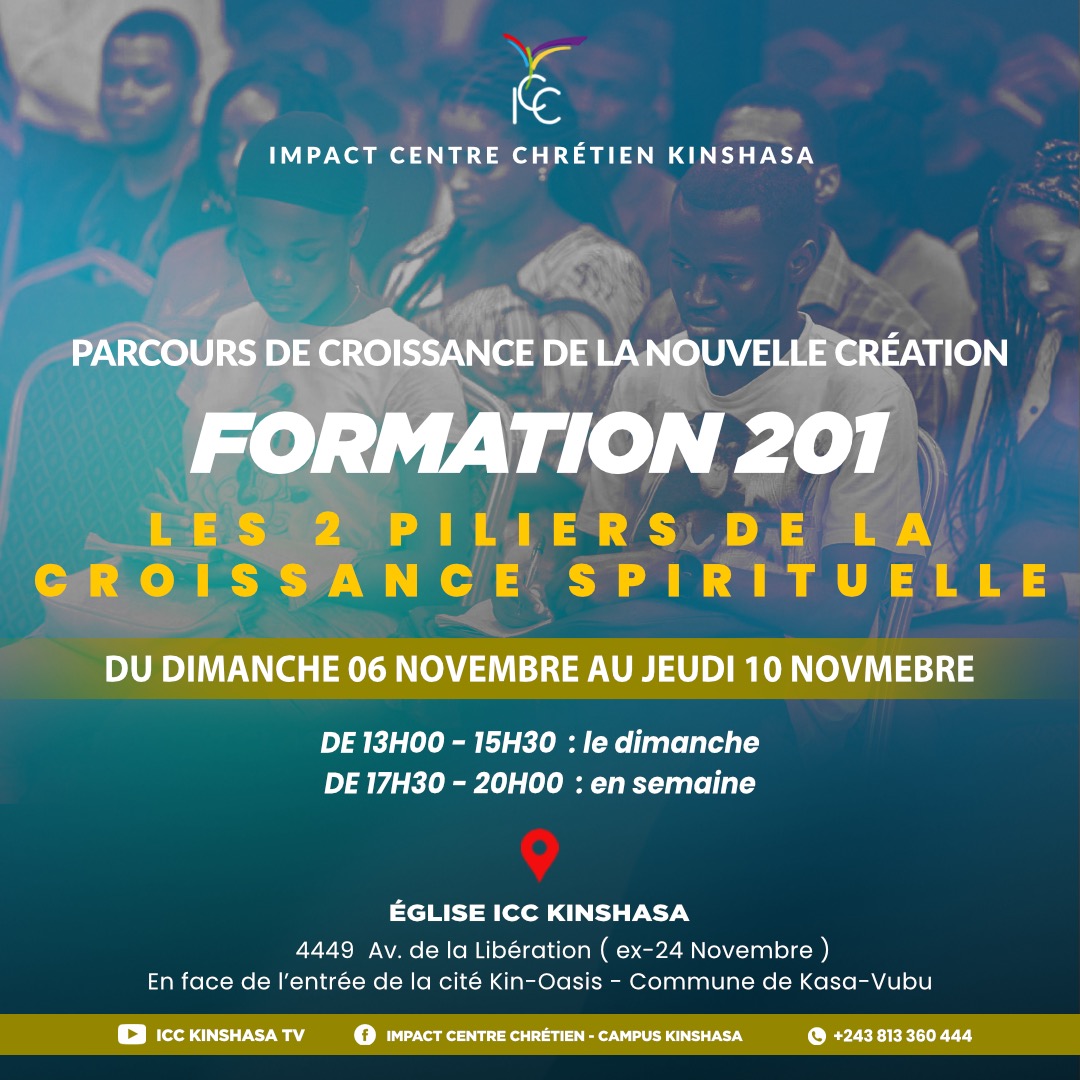 ICC
IMPACT CENTRE CHRÉTIEN KINSHASA
PARCOURS DE CROISSANCE DE LA NOUVELLE CRÉATION
FORMATION 201
LES 2 PILIERS DE LA
CROISSANCE SPIRITUELLE
DU DIMANCHE 06 NOVEMBRE AU JEUDI 10 NOVMEBRE
DE 13H00 - 15H30 : le dimanche
DE 17H30 - 20H00 : en semaine
ÉGLISE ICC KINSHASA
4449 Av. de la Libération ( ex-24 Novembre )
En face de l'entrée de la cité Kin-Oasis - Commune de Kasa-Vubu
ICC KINSHASA TV IMPACT CENTRE CHRÉTIEN - CAMPUS KINSHASA +243 813 360 444